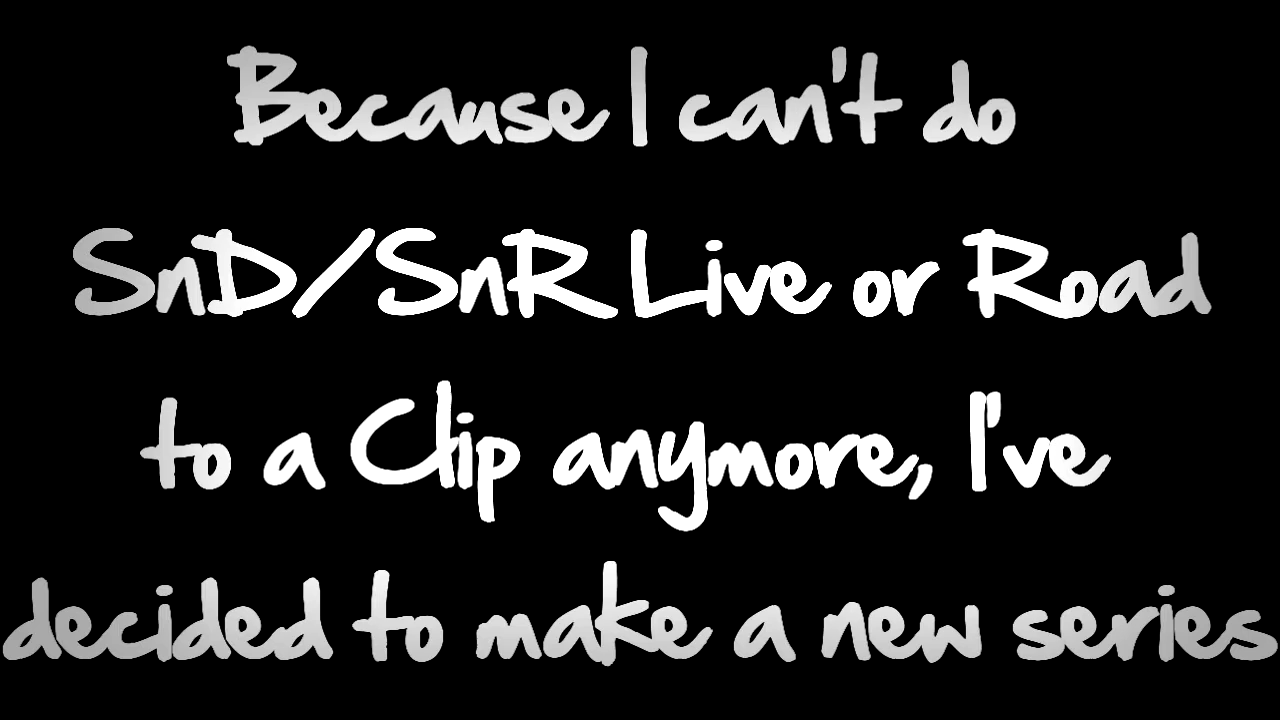 Because I can't do
SnD/SnR Live or Road
to a Clip anymore, I've
decided to make a new series